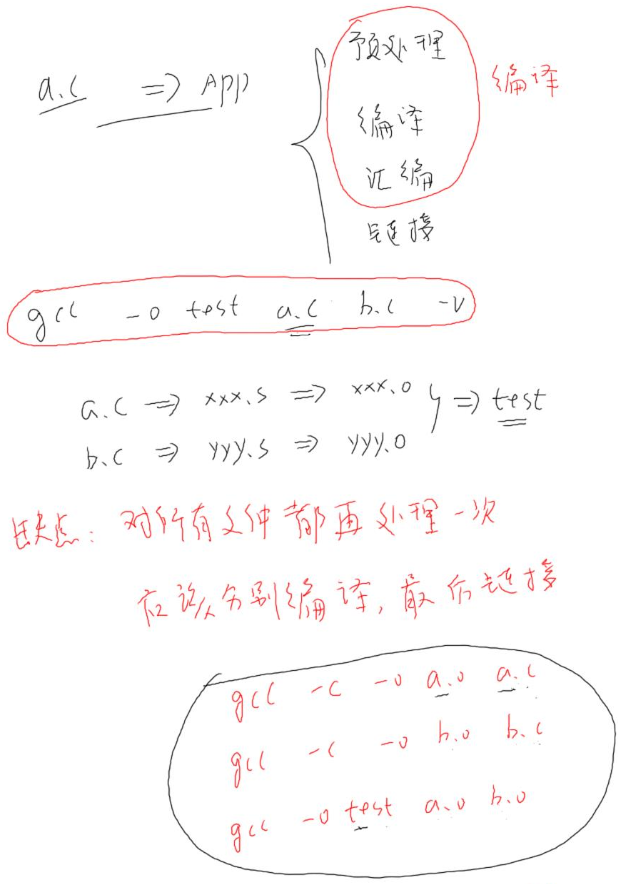 预处理
a.c => App
编译
编译
汇编
链接
gcc -o test a.c b.c -v
a.c => xxx.s => xxx.o
=> test
b.c => yyy.s => yyy.o
缺点: 对所有文件都再处理一次
应该分别编译, 最后链接
gcc -c -o a.o a.c
gcc -c -o b.o b.c
gcc -o test a.o b.o